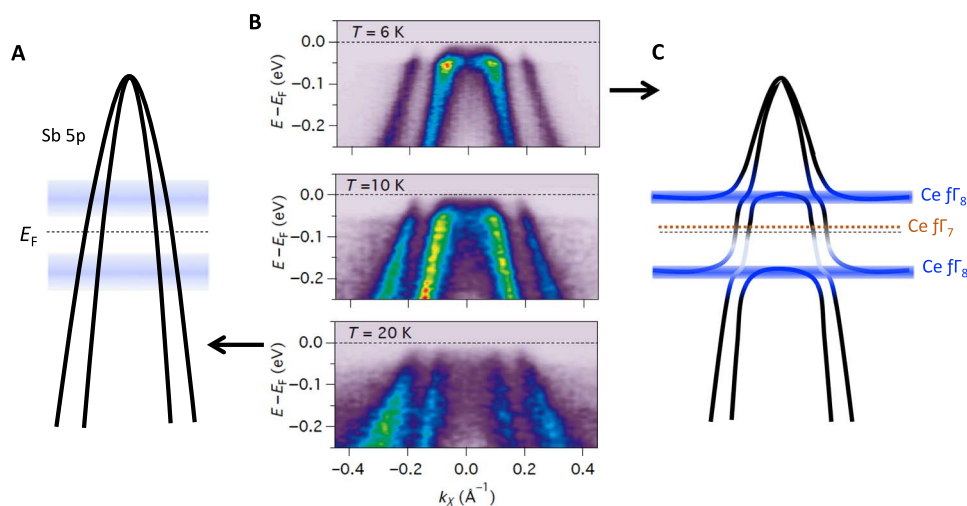 A
B
C
Sb 5p
E_F
T = 6 K
0.0
−0.1
−0.2
E − E_F (eV)
T =10 K
0.0
−0.1
−0.2
E − E_F (eV)
T = 20 K
0.0
−0.1
−0.2
E − E_F (eV)
−0.4
−0.2
0.0
0.2
0.4
k_X (Å⁻¹)
Ce fΓ₈
Ce fΓ₇
Ce fΓ₈